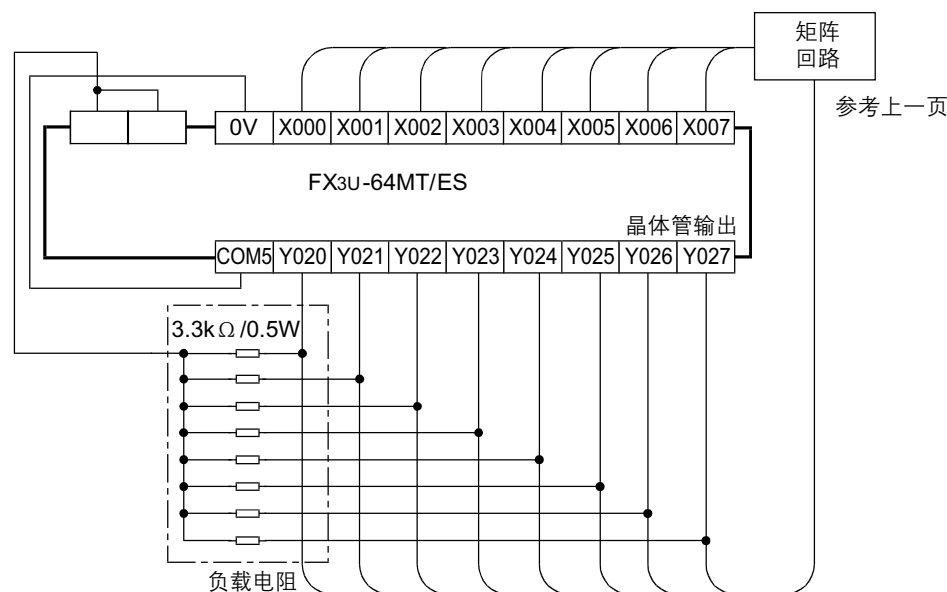 矩阵
回路
参考上一页
0V X000 X001 X002 X003 X004 X005 X006 X007
FX3U-64MT/ES
晶体管输出
COM5 Y020 Y021 Y022 Y023 Y024 Y025 Y026 Y027
3.3kΩ/0.5W
负载电阻